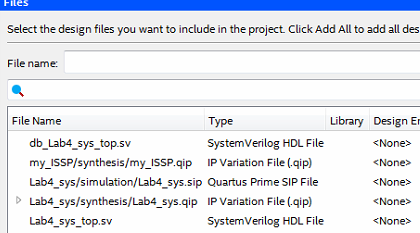 Files
Select the design files you want to include in the project. Click Add All to add all des
File name:
File Name Type Library Design En
db_Lab4_sys_top.sv SystemVerilog HDL File <None>
my_ISSP/synthesis/my_ISSP.qip IP Variation File (.qip) <None>
Lab4_sys/simulation/Lab4_sys.sip Quartus Prime SIP File <None>
Lab4_sys/synthesis/Lab4_sys.qip IP Variation File (.qip) <None>
Lab4_sys_top.sv SystemVerilog HDL File <None>